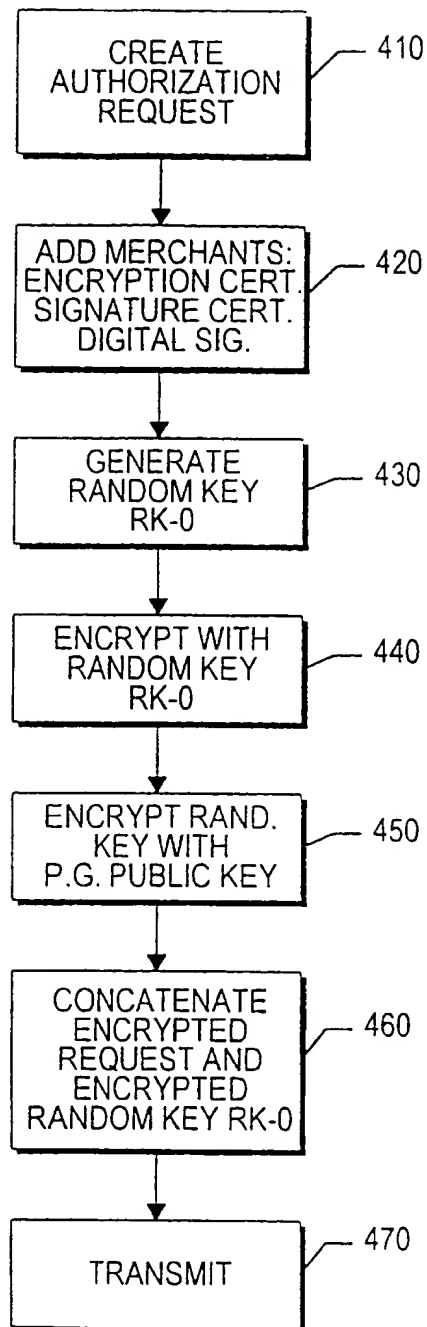 CREATE
AUTHORIZATION
REQUEST
410
ADD MERCHANTS:
ENCRYPTION CERT.
SIGNATURE CERT.
DIGITAL SIG.
420
GENERATE
RANDOM KEY
RK-0
430
ENCRYPT WITH
RANDOM KEY
RK-0
440
ENCRYPT RAND.
KEY WITH
P.G. PUBLIC KEY
450
CONCATENATE
ENCRYPTED
REQUEST AND
ENCRYPTED
RANDOM KEY RK-0
460
TRANSMIT
470